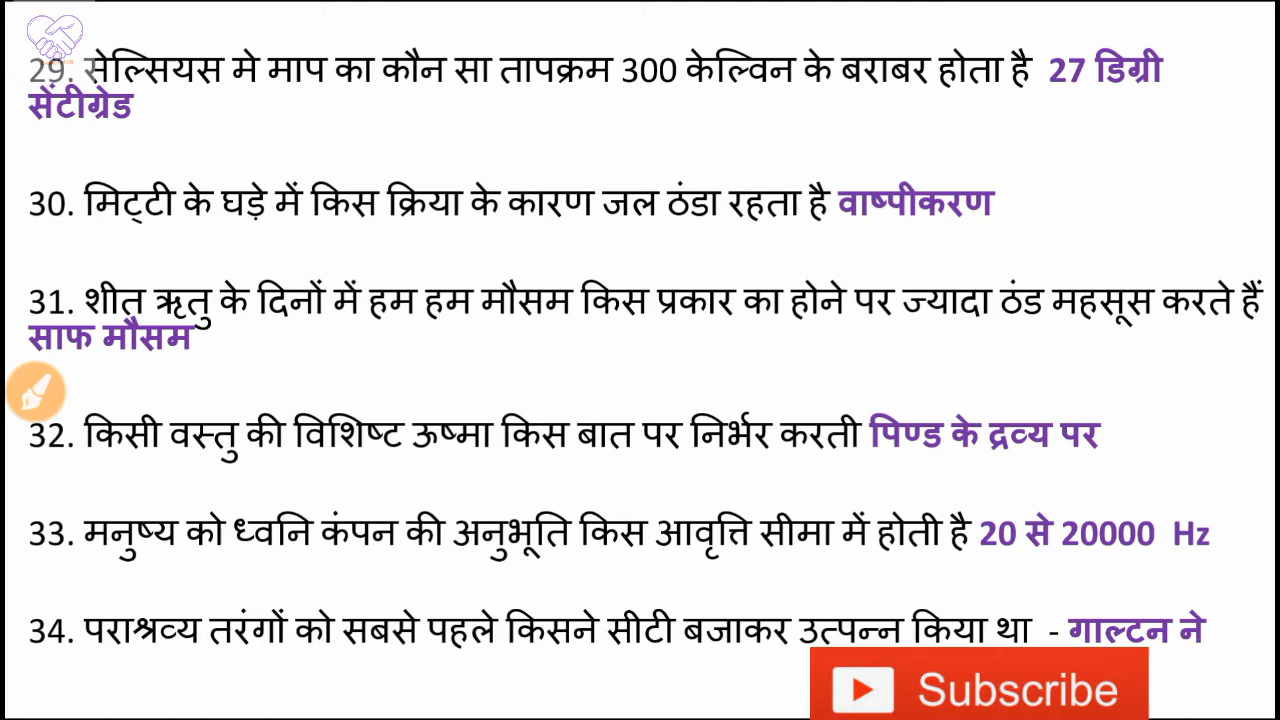 29. सेल्सियस मे माप का कौन सा तापक्रम 300 केल्विन के बराबर होता है 27 डिग्री
सेंटीग्रेड
30. मिट्टी के घड़े में किस क्रिया के कारण जल ठंडा रहता है वाष्पीकरण
31. शीत ऋतु के दिनों में हम हम मौसम किस प्रकार का होने पर ज्यादा ठंड महसूस करते हैं
साफ मौसम
32. किसी वस्तु की विशिष्ट ऊष्मा किस बात पर निर्भर करती पिण्ड के द्रव्य पर
33. मनुष्य को ध्वनि कंपन की अनुभूति किस आवृत्ति सीमा में होती है 20 से 20000 Hz
34. पराश्रव्य तरंगों को सबसे पहले किसने सीटी बजाकर उत्पन्न किया था - गाल्टन ने
Subscribe